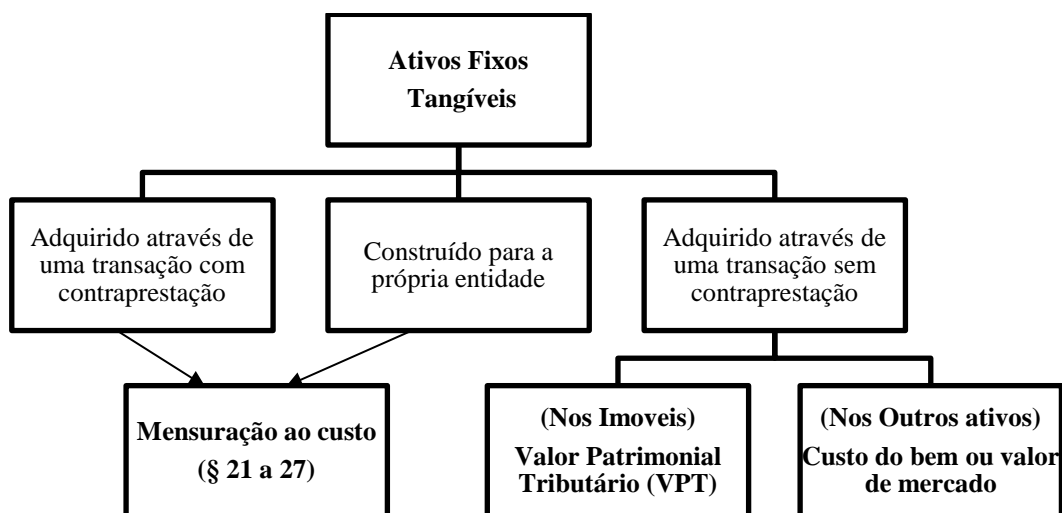 Ativos Fixos
Tangíveis
Adquirido através de
uma transação com
contraprestação
Construído para a
própria entidade
Adquirido através de
uma transação sem
contraprestação
Mensuração ao custo
(§ 21 a 27)
(Nos Imoveis)
Valor Patrimonial
Tributário (VPT)
(Nos Outros ativos)
Custo do bem ou valor
de mercado